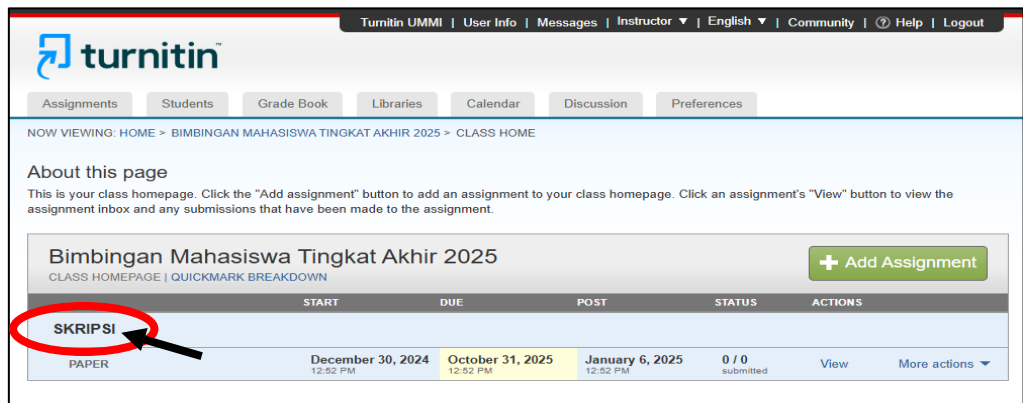 Turnitin UMMI | User Info | Messages | Instructor ▼ | English ▼ | Community | ? Help | Logout
turnitin
Assignments Students Grade Book Libraries Calendar Discussion Preferences
NOW VIEWING: HOME > BIMBINGAN MAHASISWA TINGKAT AKHIR 2025 > CLASS HOME
About this page
This is your class homepage. Click the "Add assignment" button to add an assignment to your class homepage. Click an assignment's "View" button to view the
assignment inbox and any submissions that have been made to the assignment.
Bimbingan Mahasiswa Tingkat Akhir 2025
CLASS HOMEPAGE | QUICKMARK BREAKDOWN
Add Assignment
START DUE POST STATUS ACTIONS
SKRIPSI
PAPER December 30, 2024 October 31, 2025 January 6, 2025 0 / 0 View More actions ▼
12:52 PM 12:52 PM 12:52 PM submitted